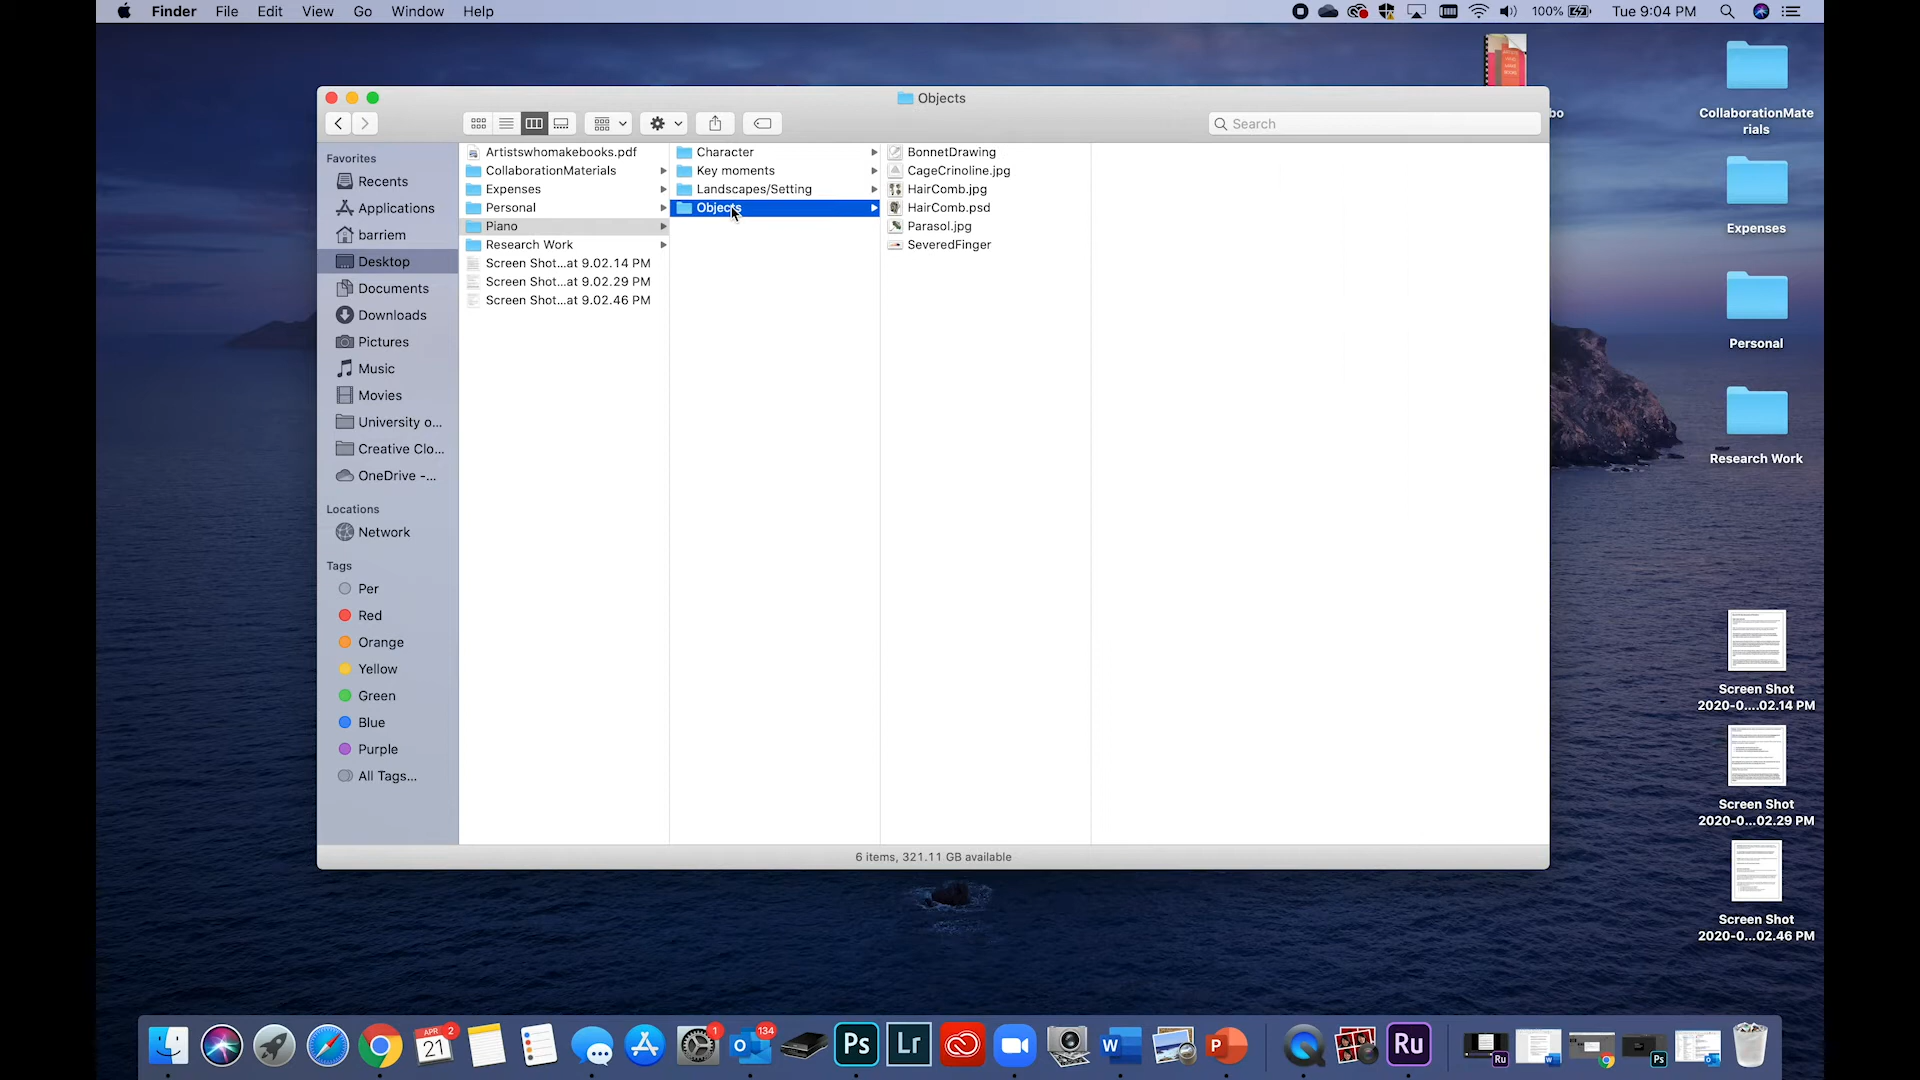 Finder File Edit View Go Window Help
100% Tue 9:04 PM
Objects
Search
Favorites
Recents
Applications
barriem
Desktop
Documents
Downloads
Pictures
Music
Movies
University o...
Creative Clo...
OneDrive -...
Locations
Network
Tags
Per
Red
Orange
Yellow
Green
Blue
Purple
All Tags...
Artistswhomakebooks.pdf
CollaborationMaterials
Expenses
Personal
Piano
Research Work
Screen Shot...at 9.02.14 PM
Screen Shot...at 9.02.29 PM
Screen Shot...at 9.02.46 PM
Character
Key moments
Landscapes/Setting
Objects
BonnetDrawing
CageCrinoline.jpg
HairComb.jpg
HairComb.psd
Parasol.jpg
SeveredFinger
6 items, 321.11 GB available
bo
CollaborationMate
rials
Expenses
Personal
Research Work
Screen Shot
2020-0....02.14 PM
Screen Shot
2020-0...02.29 PM
Screen Shot
2020-0...02.46 PM
APR 2
21
1
134
Ps
Lr
W
P
Ru